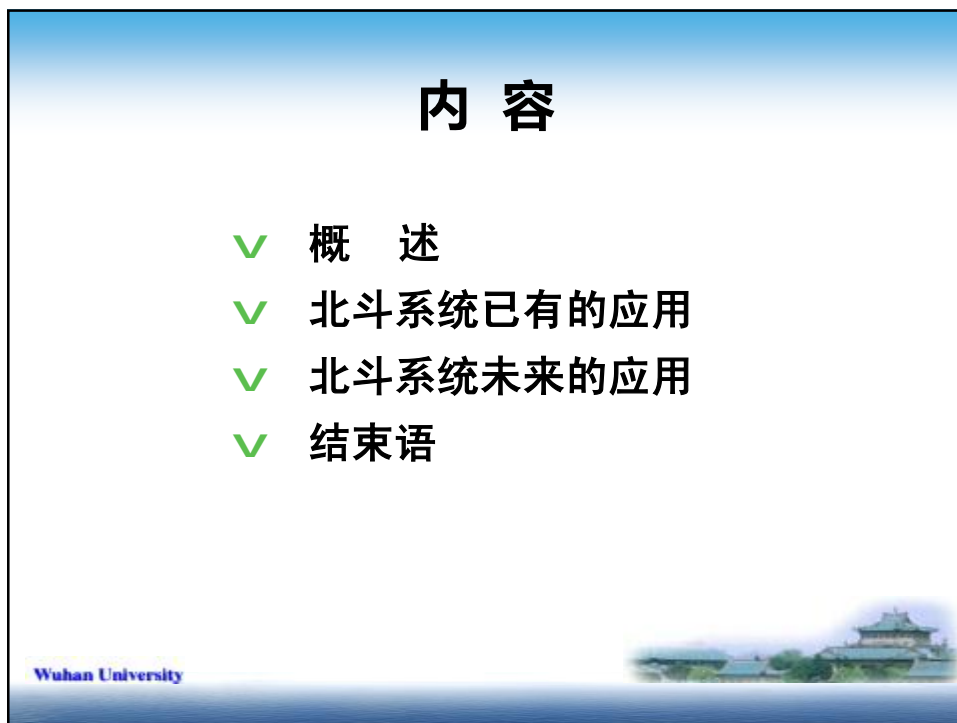 内 容
v 概 述
v 北斗系统已有的应用
v 北斗系统未来的应用
v 结束语
Wuhan University